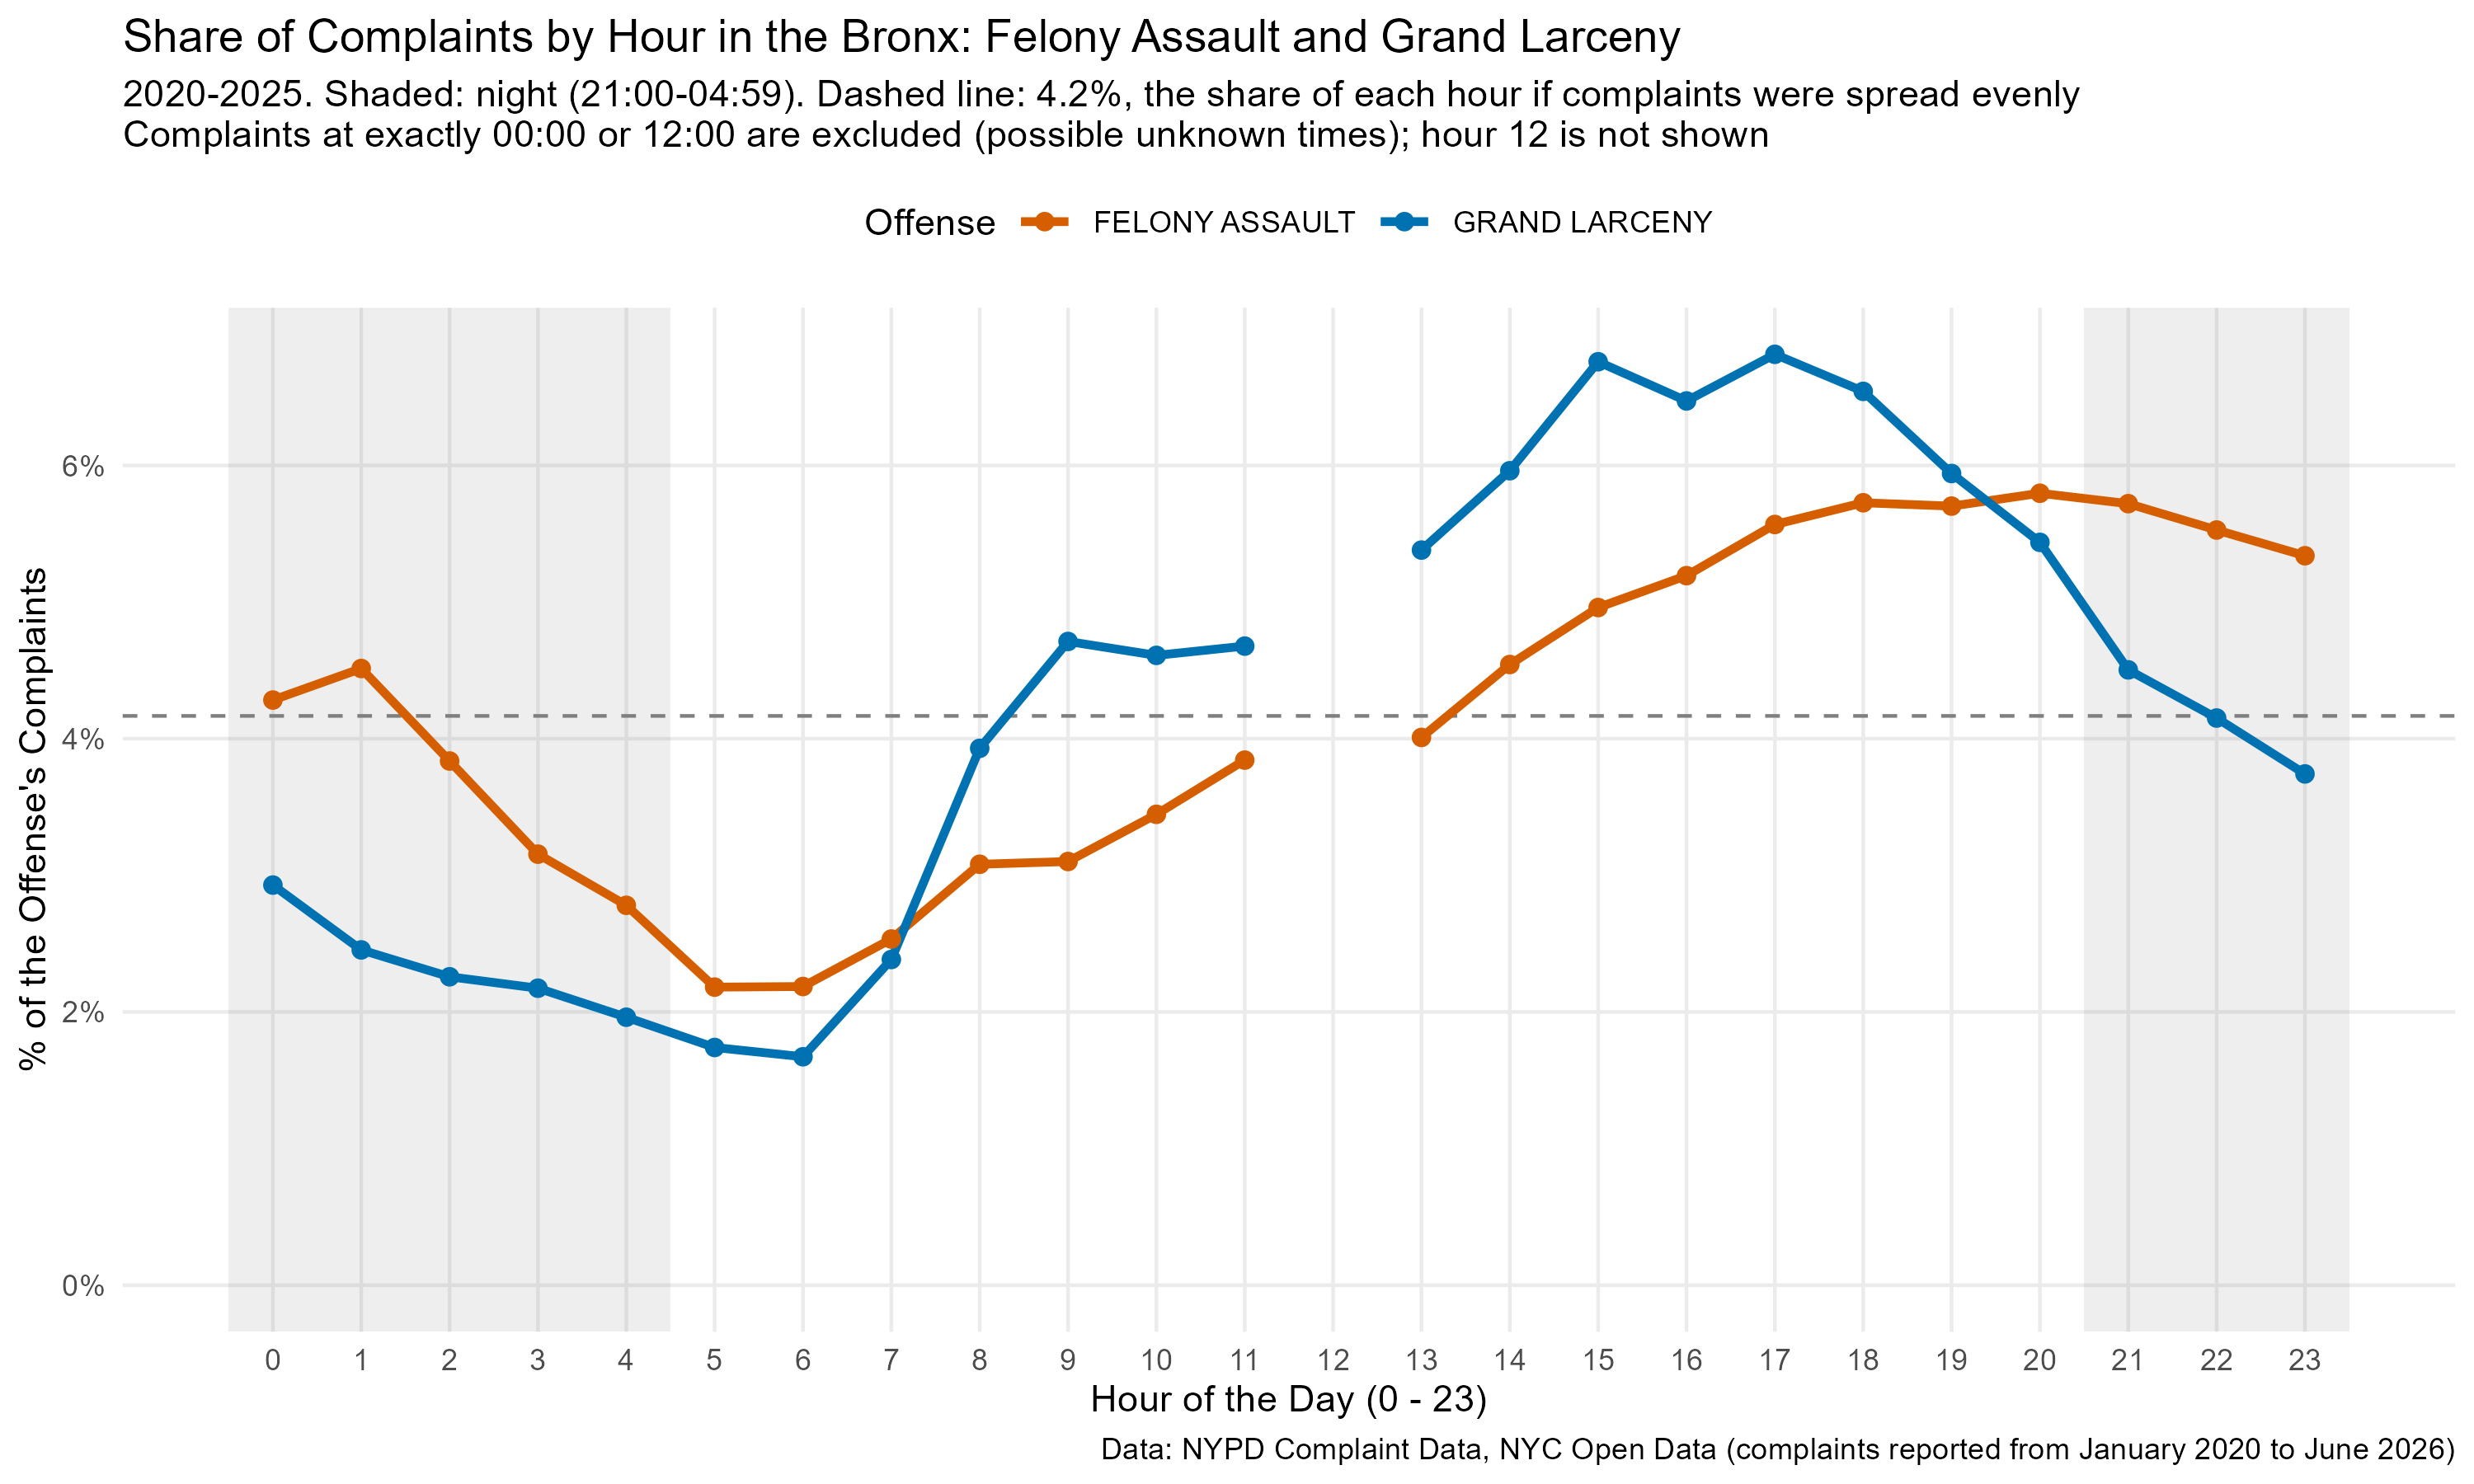 Share of Complaints by Hour in the Bronx: Felony Assault and Grand Larceny
2020-2025. Shaded: night (21:00-04:59). Dashed line: 4.2%, the share of each hour if complaints were spread evenly
Complaints at exactly 00:00 or 12:00 are excluded (possible unknown times); hour 12 is not shown
Offense FELONY ASSAULT GRAND LARCENY
% of the Offense's Complaints
6%
4%
2%
0%
0 1 2 3 4 5 6 7 8 9 10 11 12 13 14 15 16 17 18 19 20 21 22 23
Hour of the Day (0 - 23)
Data: NYPD Complaint Data, NYC Open Data (complaints reported from January 2020 to June 2026)